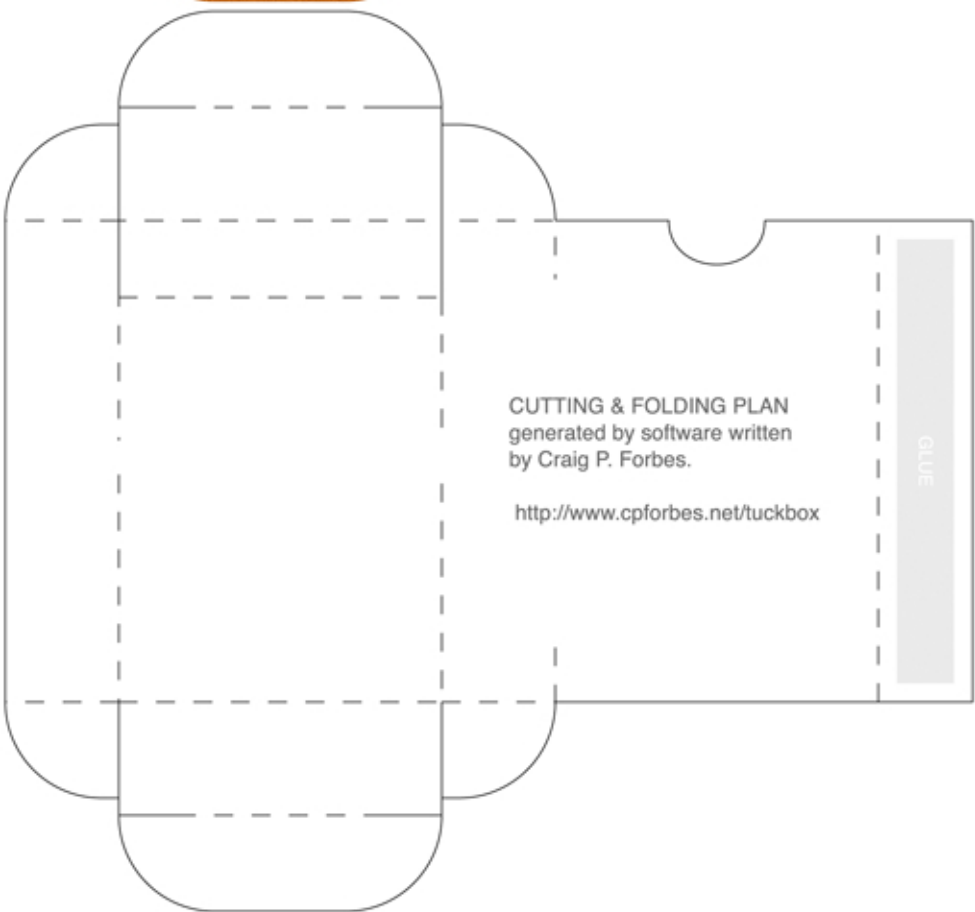 CUTTING & FOLDING PLAN
generated by software written
by Craig P. Forbes.
http://www.cpforbes.net/tuckbox
GLUE